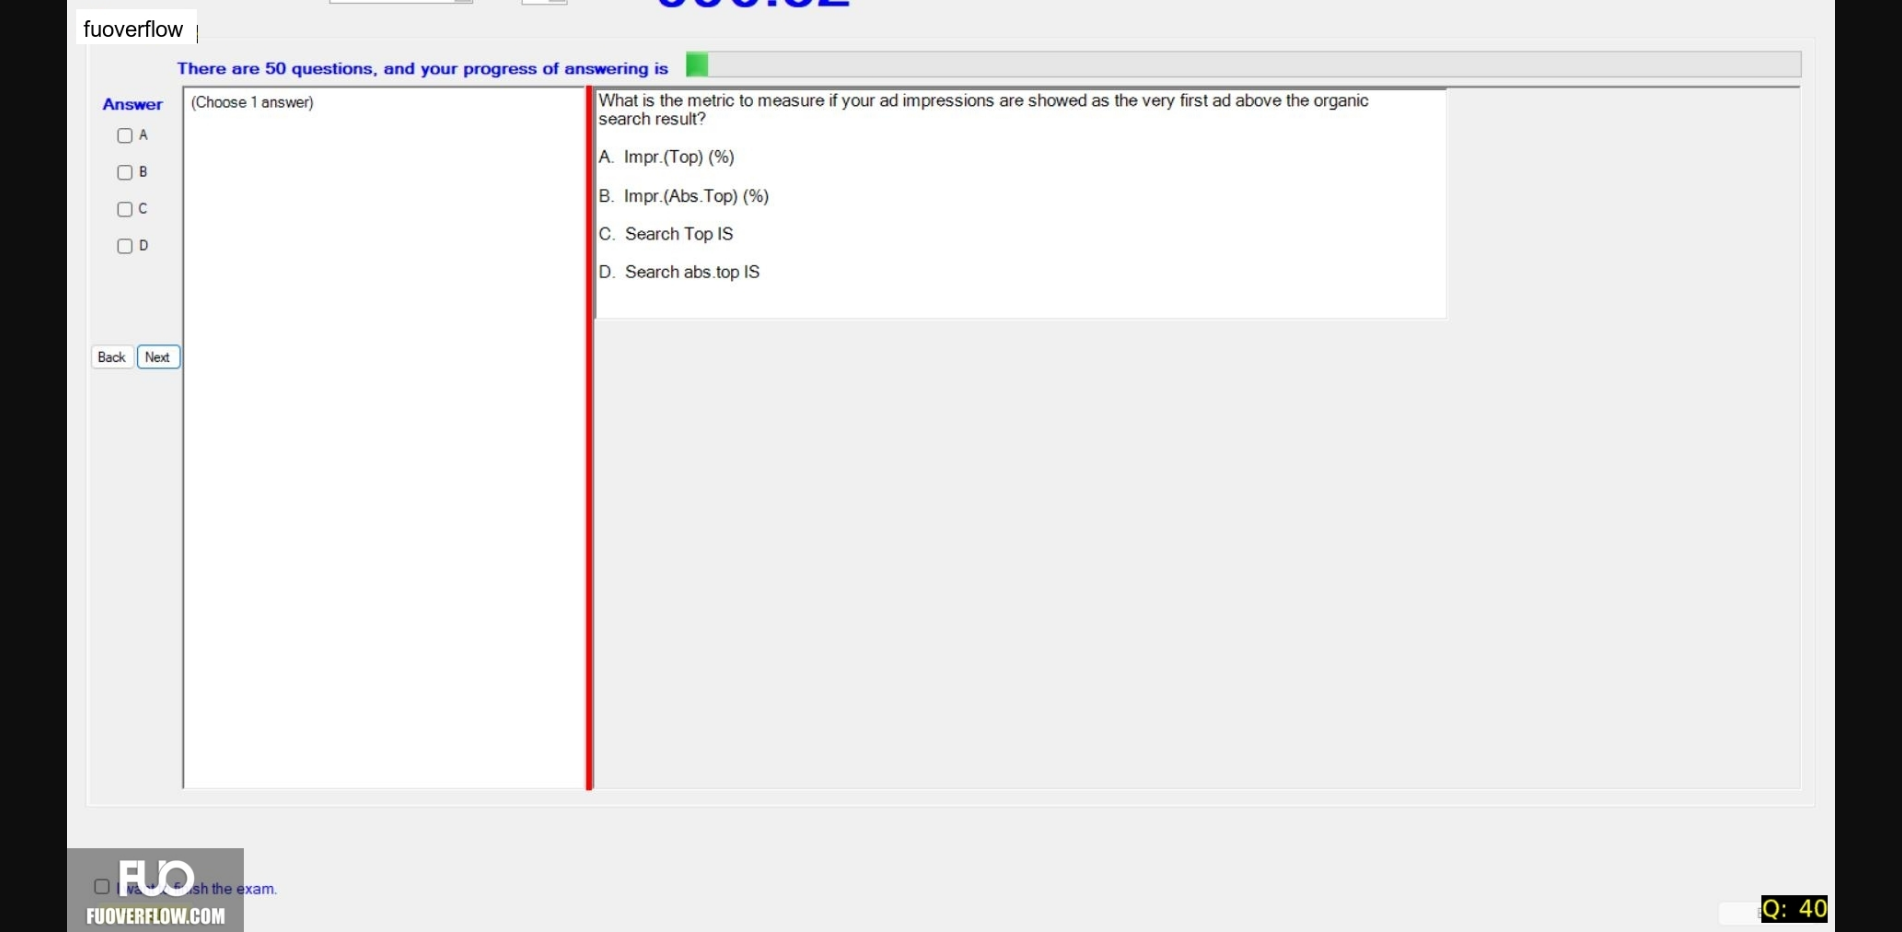 fuoverflow
There are 50 questions, and your progress of answering is
Answer
(Choose 1 answer)
A
B
C
D
Back
Next
What is the metric to measure if your ad impressions are showed as the very first ad above the organic
search result?
A. Impr.(Top) (%)
B. Impr.(Abs.Top) (%)
C. Search Top IS
D. Search abs.top IS
FUO
finish the exam.
FUOVERFLOW.COM
Q: 40